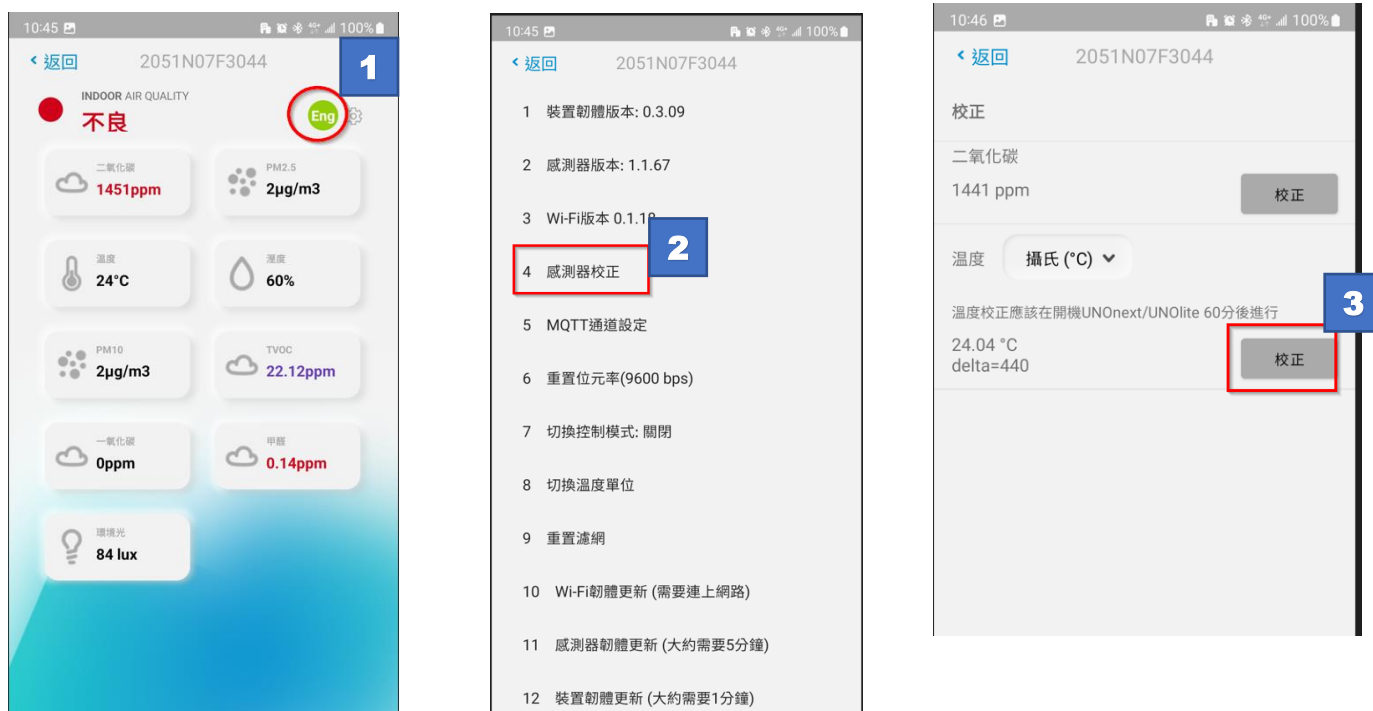 10:45
100%
返回
2051N07F3044
1
INDOOR AIR QUALITY
不良
Eng
二氧化碳
1451ppm
PM2.5
2µg/m3
溫度
24°C
溼度
60%
PM10
2µg/m3
TVOC
22.12ppm
一氧化碳
0ppm
甲醛
0.14ppm
環境光
84 lux
10:45
100%
返回
2051N07F3044
1 裝置韌體版本: 0.3.09
2 感測器版本: 1.1.67
3 Wi-Fi版本
2
4 感測器校正
5 MQTT通道設定
6 重置位元率(9600 bps)
7 切換控制模式: 關閉
8 切換溫度單位
9 重置濾網
10 Wi-Fi韌體更新 (需要連上網路)
11 感測器韌體更新 (大約需要5分鐘)
12 裝置韌體更新 (大約需要1分鐘)
10:46
100%
返回
2051N07F3044
校正
二氧化碳
1441 ppm
校正
溫度 攝氏 (°C)
溫度校正應該在開機UNOnext/UNOlite 60分後進行
3
24.04 °C
delta=440
校正